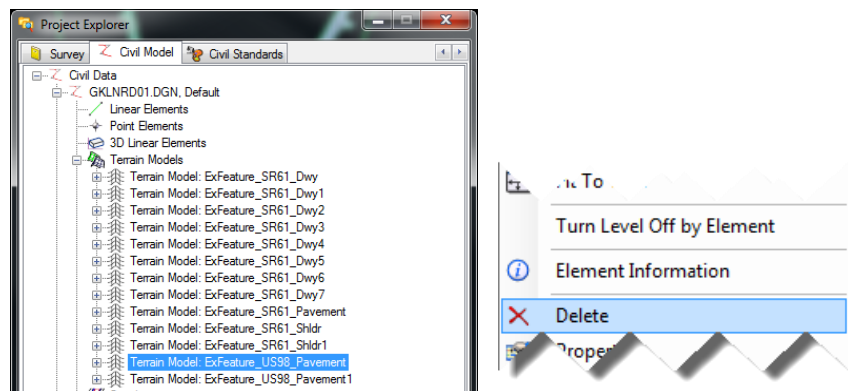 Project Explorer
Survey Civil Model Civil Standards
Civil Data
GKLNRD01.DGN, Default
Linear Elements
Point Elements
3D Linear Elements
Terrain Models
Terrain Model: ExFeature_SR61_Dwy
Terrain Model: ExFeature_SR61_Dwy1
Terrain Model: ExFeature_SR61_Dwy2
Terrain Model: ExFeature_SR61_Dwy3
Terrain Model: ExFeature_SR61_Dwy4
Terrain Model: ExFeature_SR61_Dwy5
Terrain Model: ExFeature_SR61_Dwy6
Terrain Model: ExFeature_SR61_Dwy7
Terrain Model: ExFeature_SR61_Pavement
Terrain Model: ExFeature_SR61_Shldr
Terrain Model: ExFeature_SR61_Shldr1
Terrain Model: ExFeature_US98_Pavement
Terrain Model: ExFeature_US98_Pavement1
To
Turn Level Off by Element
Element Information
Delete